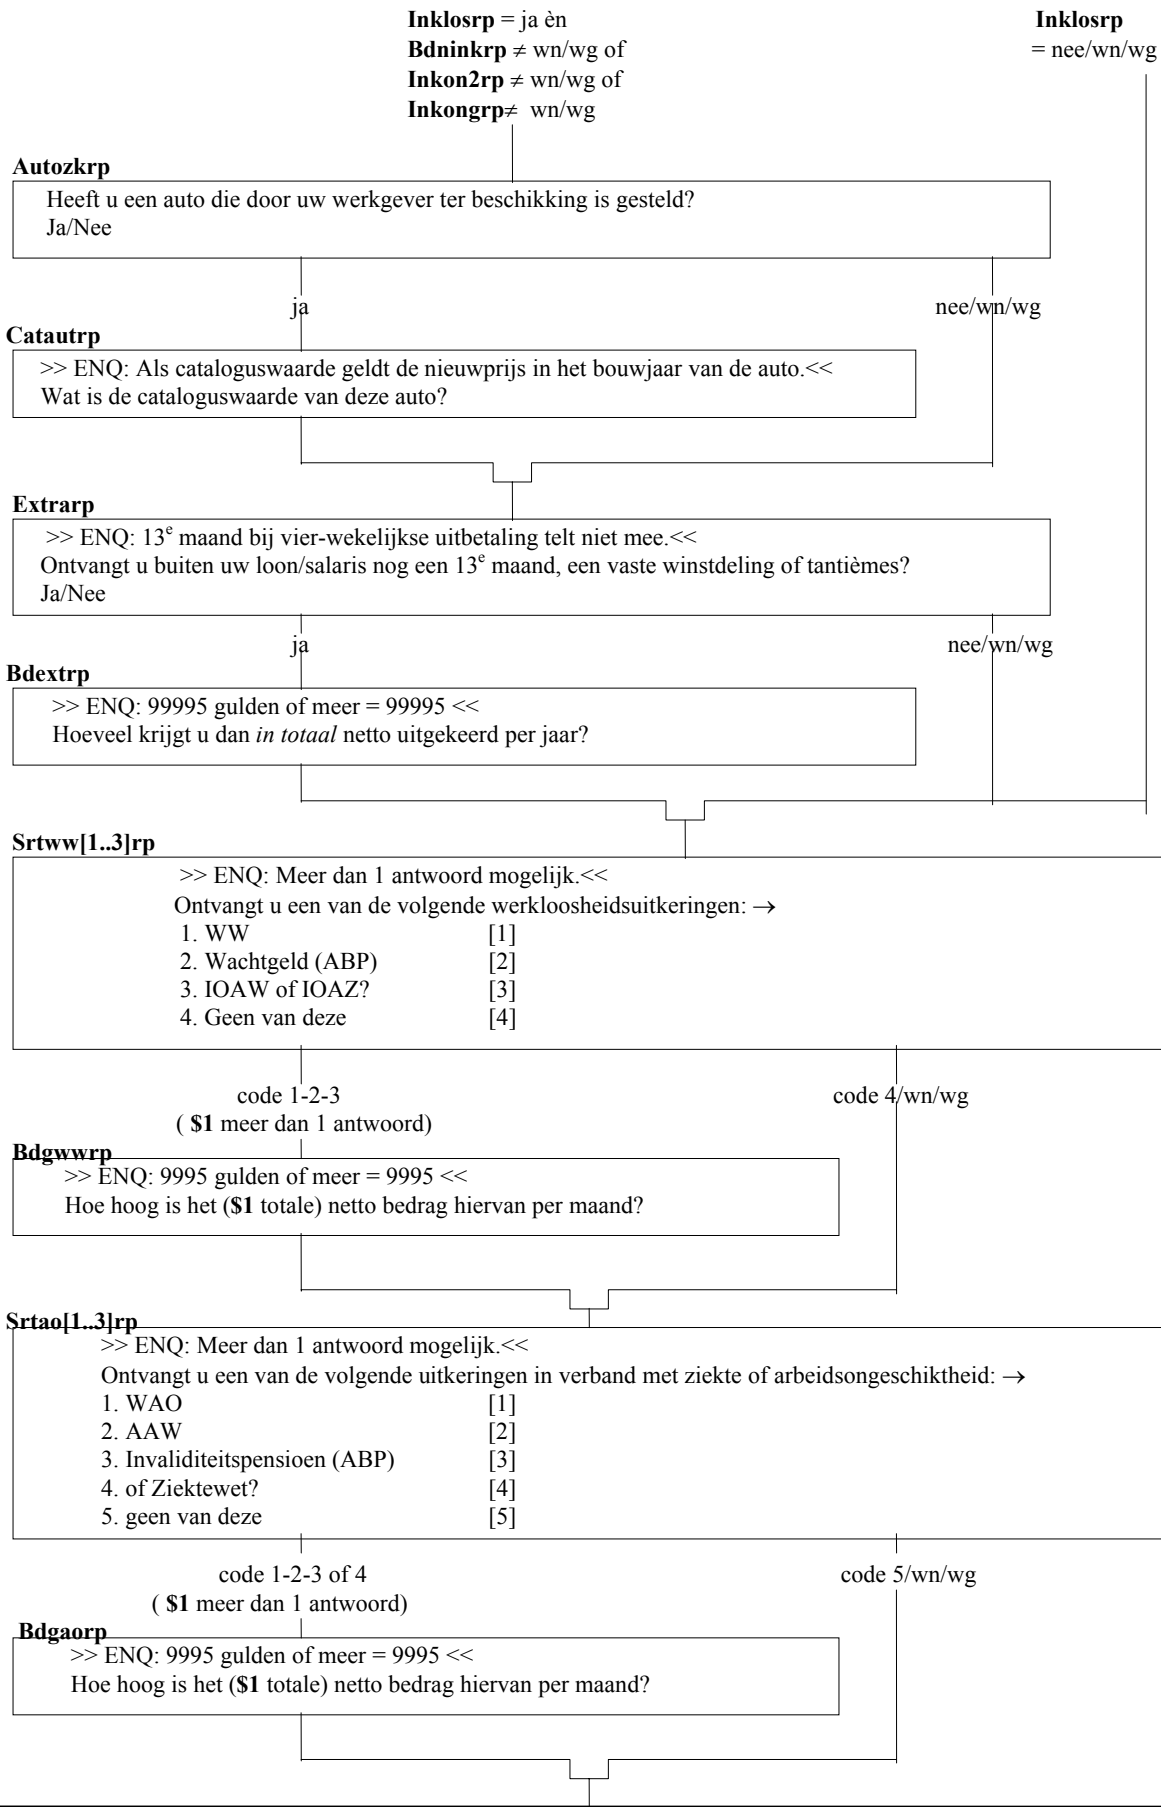 Inklosrp = ja èn
Bdninkrp ≠ wn/wg of
Inkon2rp ≠ wn/wg of
Inkongrp≠ wn/wg
Inklosrp
= nee/wn/wg
Autozkrp
Heeft u een auto die door uw werkgever ter beschikking is gesteld?
Ja/Nee
ja
nee/wn/wg
Catautrp
>> ENQ: Als cataloguswaarde geldt de nieuwprijs in het bouwjaar van de auto.<<
Wat is de cataloguswaarde van deze auto?
Extrarp
>> ENQ: 13e maand bij vier-wekelijkse uitbetaling telt niet mee.<<
Ontvangt u buiten uw loon/salaris nog een 13e maand, een vaste winstdeling of tantièmes?
Ja/Nee
ja
nee/wn/wg
Bdextrp
>> ENQ: 99995 gulden of meer = 99995 <<
Hoeveel krijgt u dan in totaal netto uitgekeerd per jaar?
Srtww[1..3]rp
>> ENQ: Meer dan 1 antwoord mogelijk.<<
Ontvangt u een van de volgende werkloosheidsuitkeringen: →
1. WW [1]
2. Wachtgeld (ABP) [2]
3. IOAW of IOAZ? [3]
4. Geen van deze [4]
code 1-2-3
( $1 meer dan 1 antwoord)
code 4/wn/wg
Bdgwwrp
>> ENQ: 9995 gulden of meer = 9995 <<
Hoe hoog is het ($1 totale) netto bedrag hiervan per maand?
Srtao[1..3]rp
>> ENQ: Meer dan 1 antwoord mogelijk.<<
Ontvangt u een van de volgende uitkeringen in verband met ziekte of arbeidsongeschiktheid: →
1. WAO [1]
2. AAW [2]
3. Invaliditeitspensioen (ABP) [3]
4. of Ziektewet? [4]
5. geen van deze [5]
code 1-2-3 of 4
( $1 meer dan 1 antwoord)
code 5/wn/wg
Bdgaorp
>> ENQ: 9995 gulden of meer = 9995 <<
Hoe hoog is het ($1 totale) netto bedrag hiervan per maand?